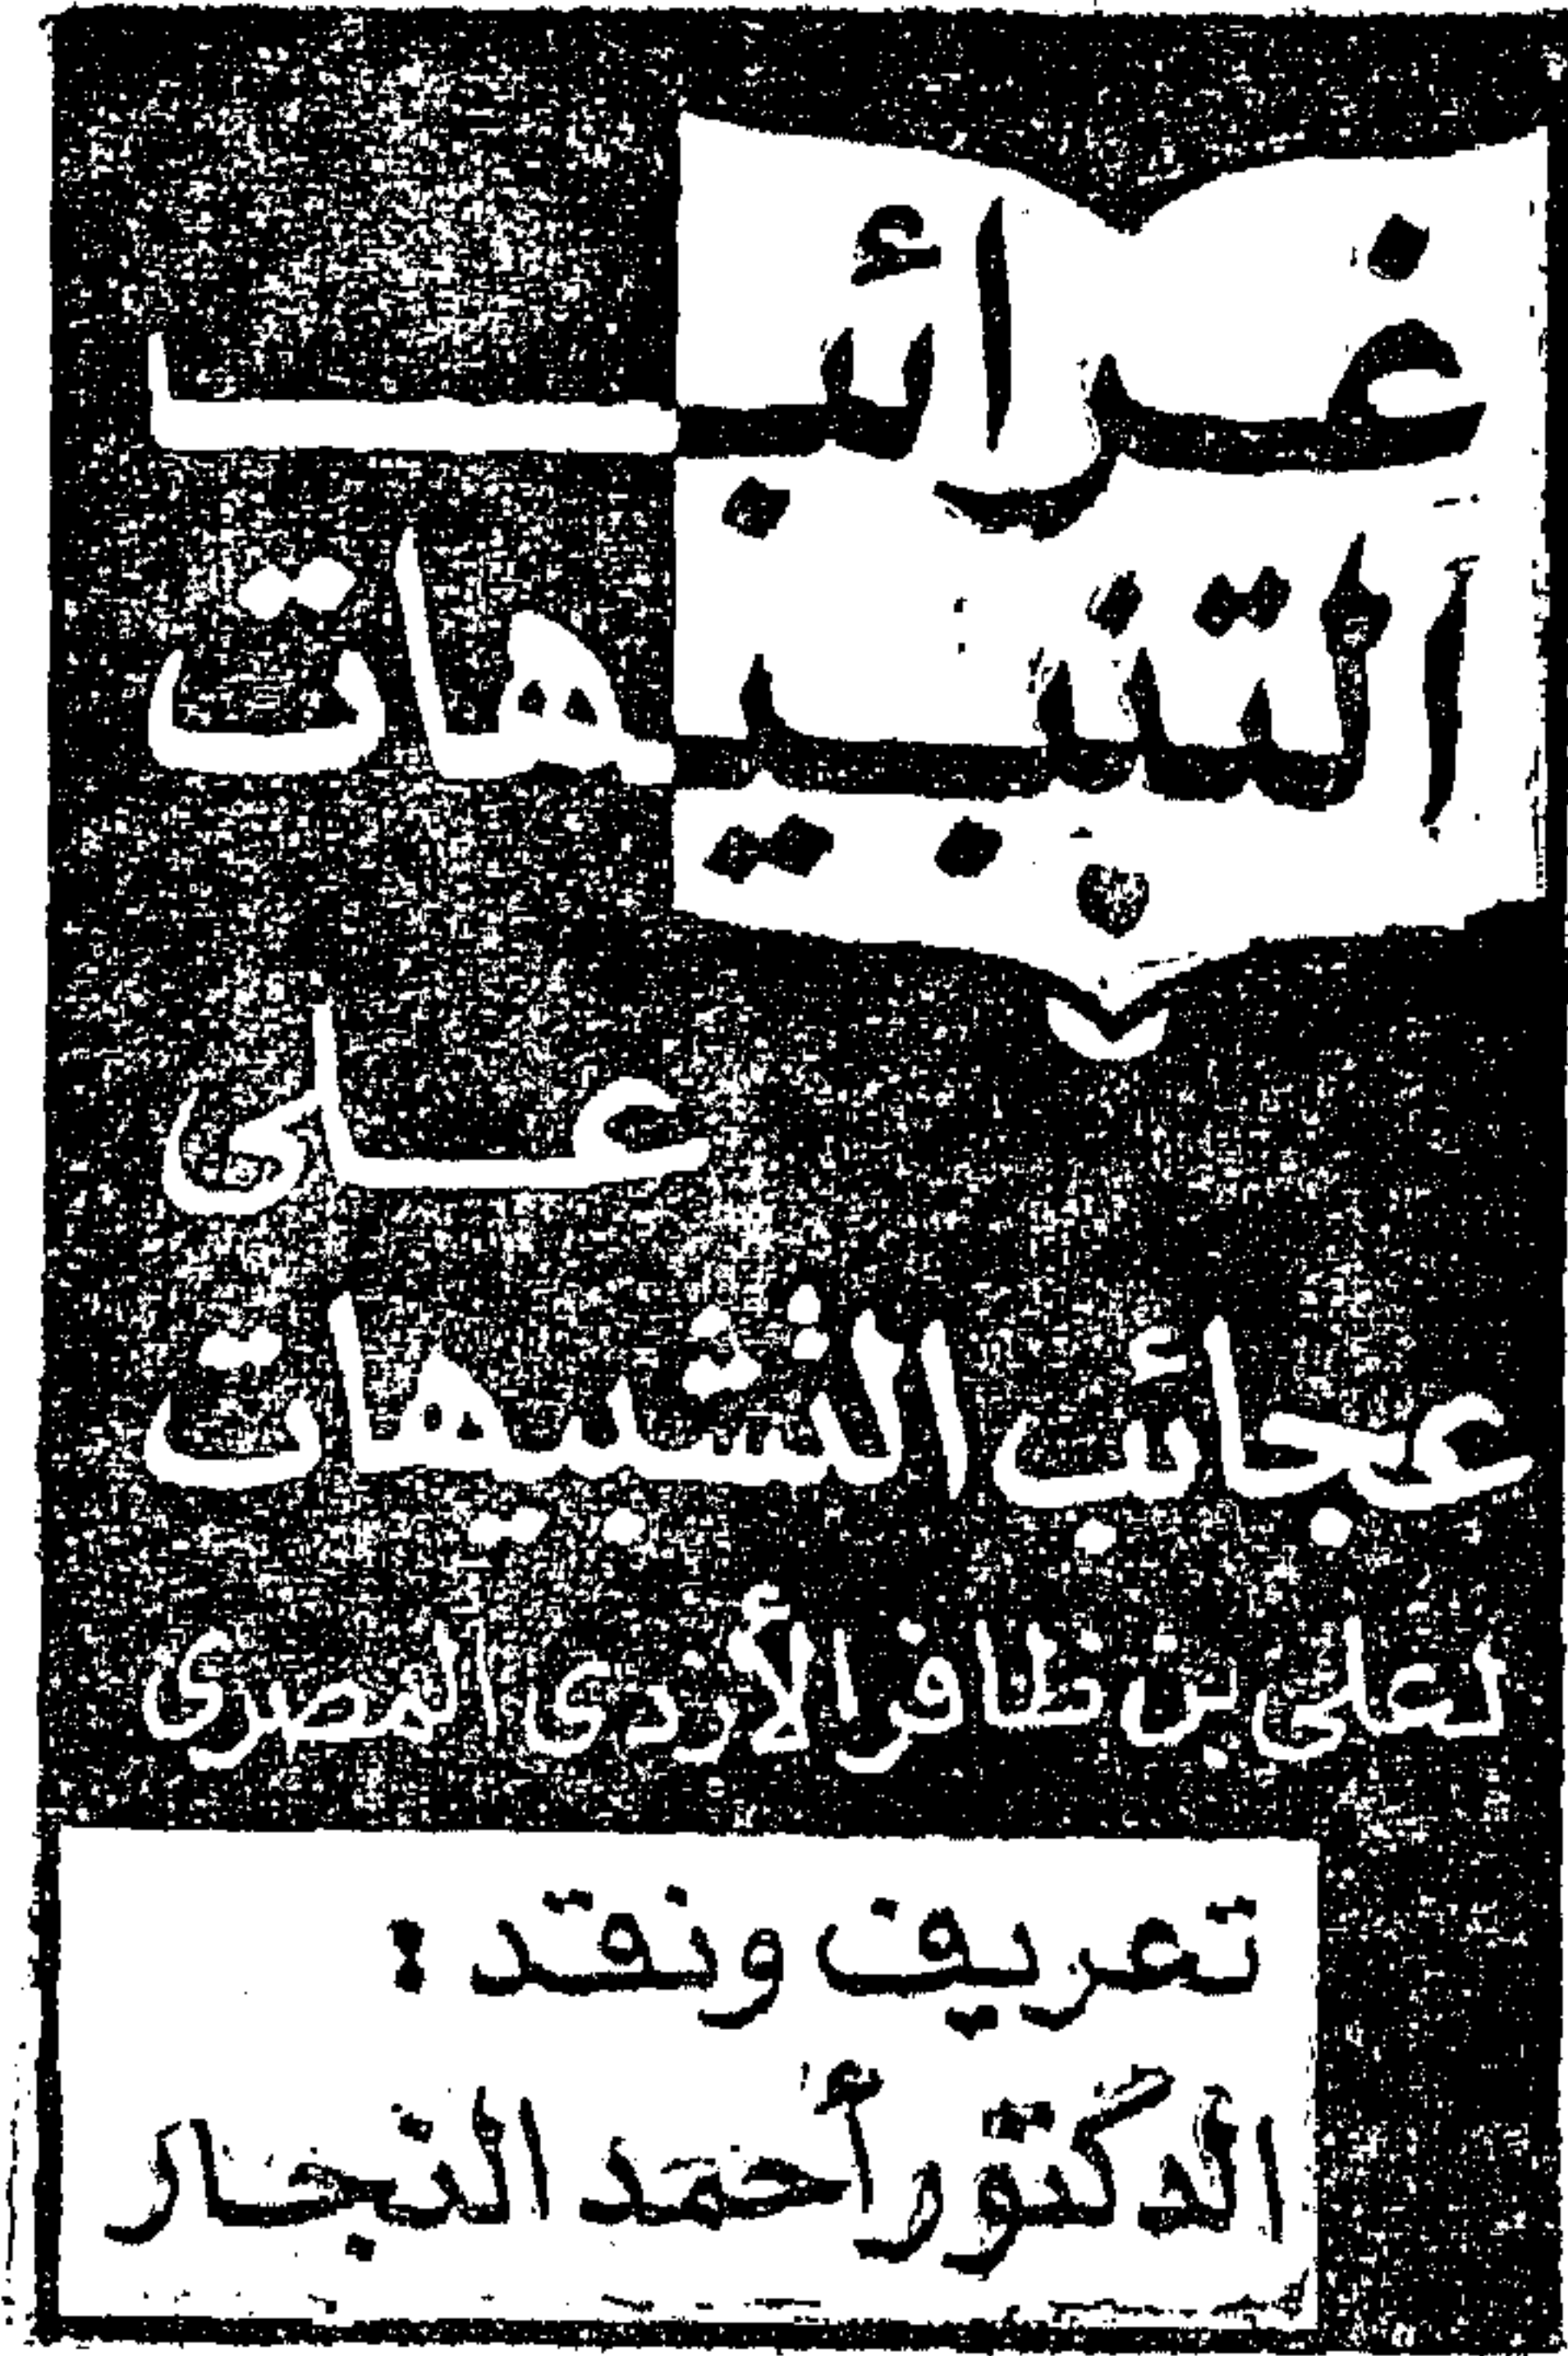 غرائب
التنبيهات
على
عجائب التشبيهات
لعلى بن ظافر الأزدى المصرى
تعريف ونقد :
الدكتور أحمد النجار